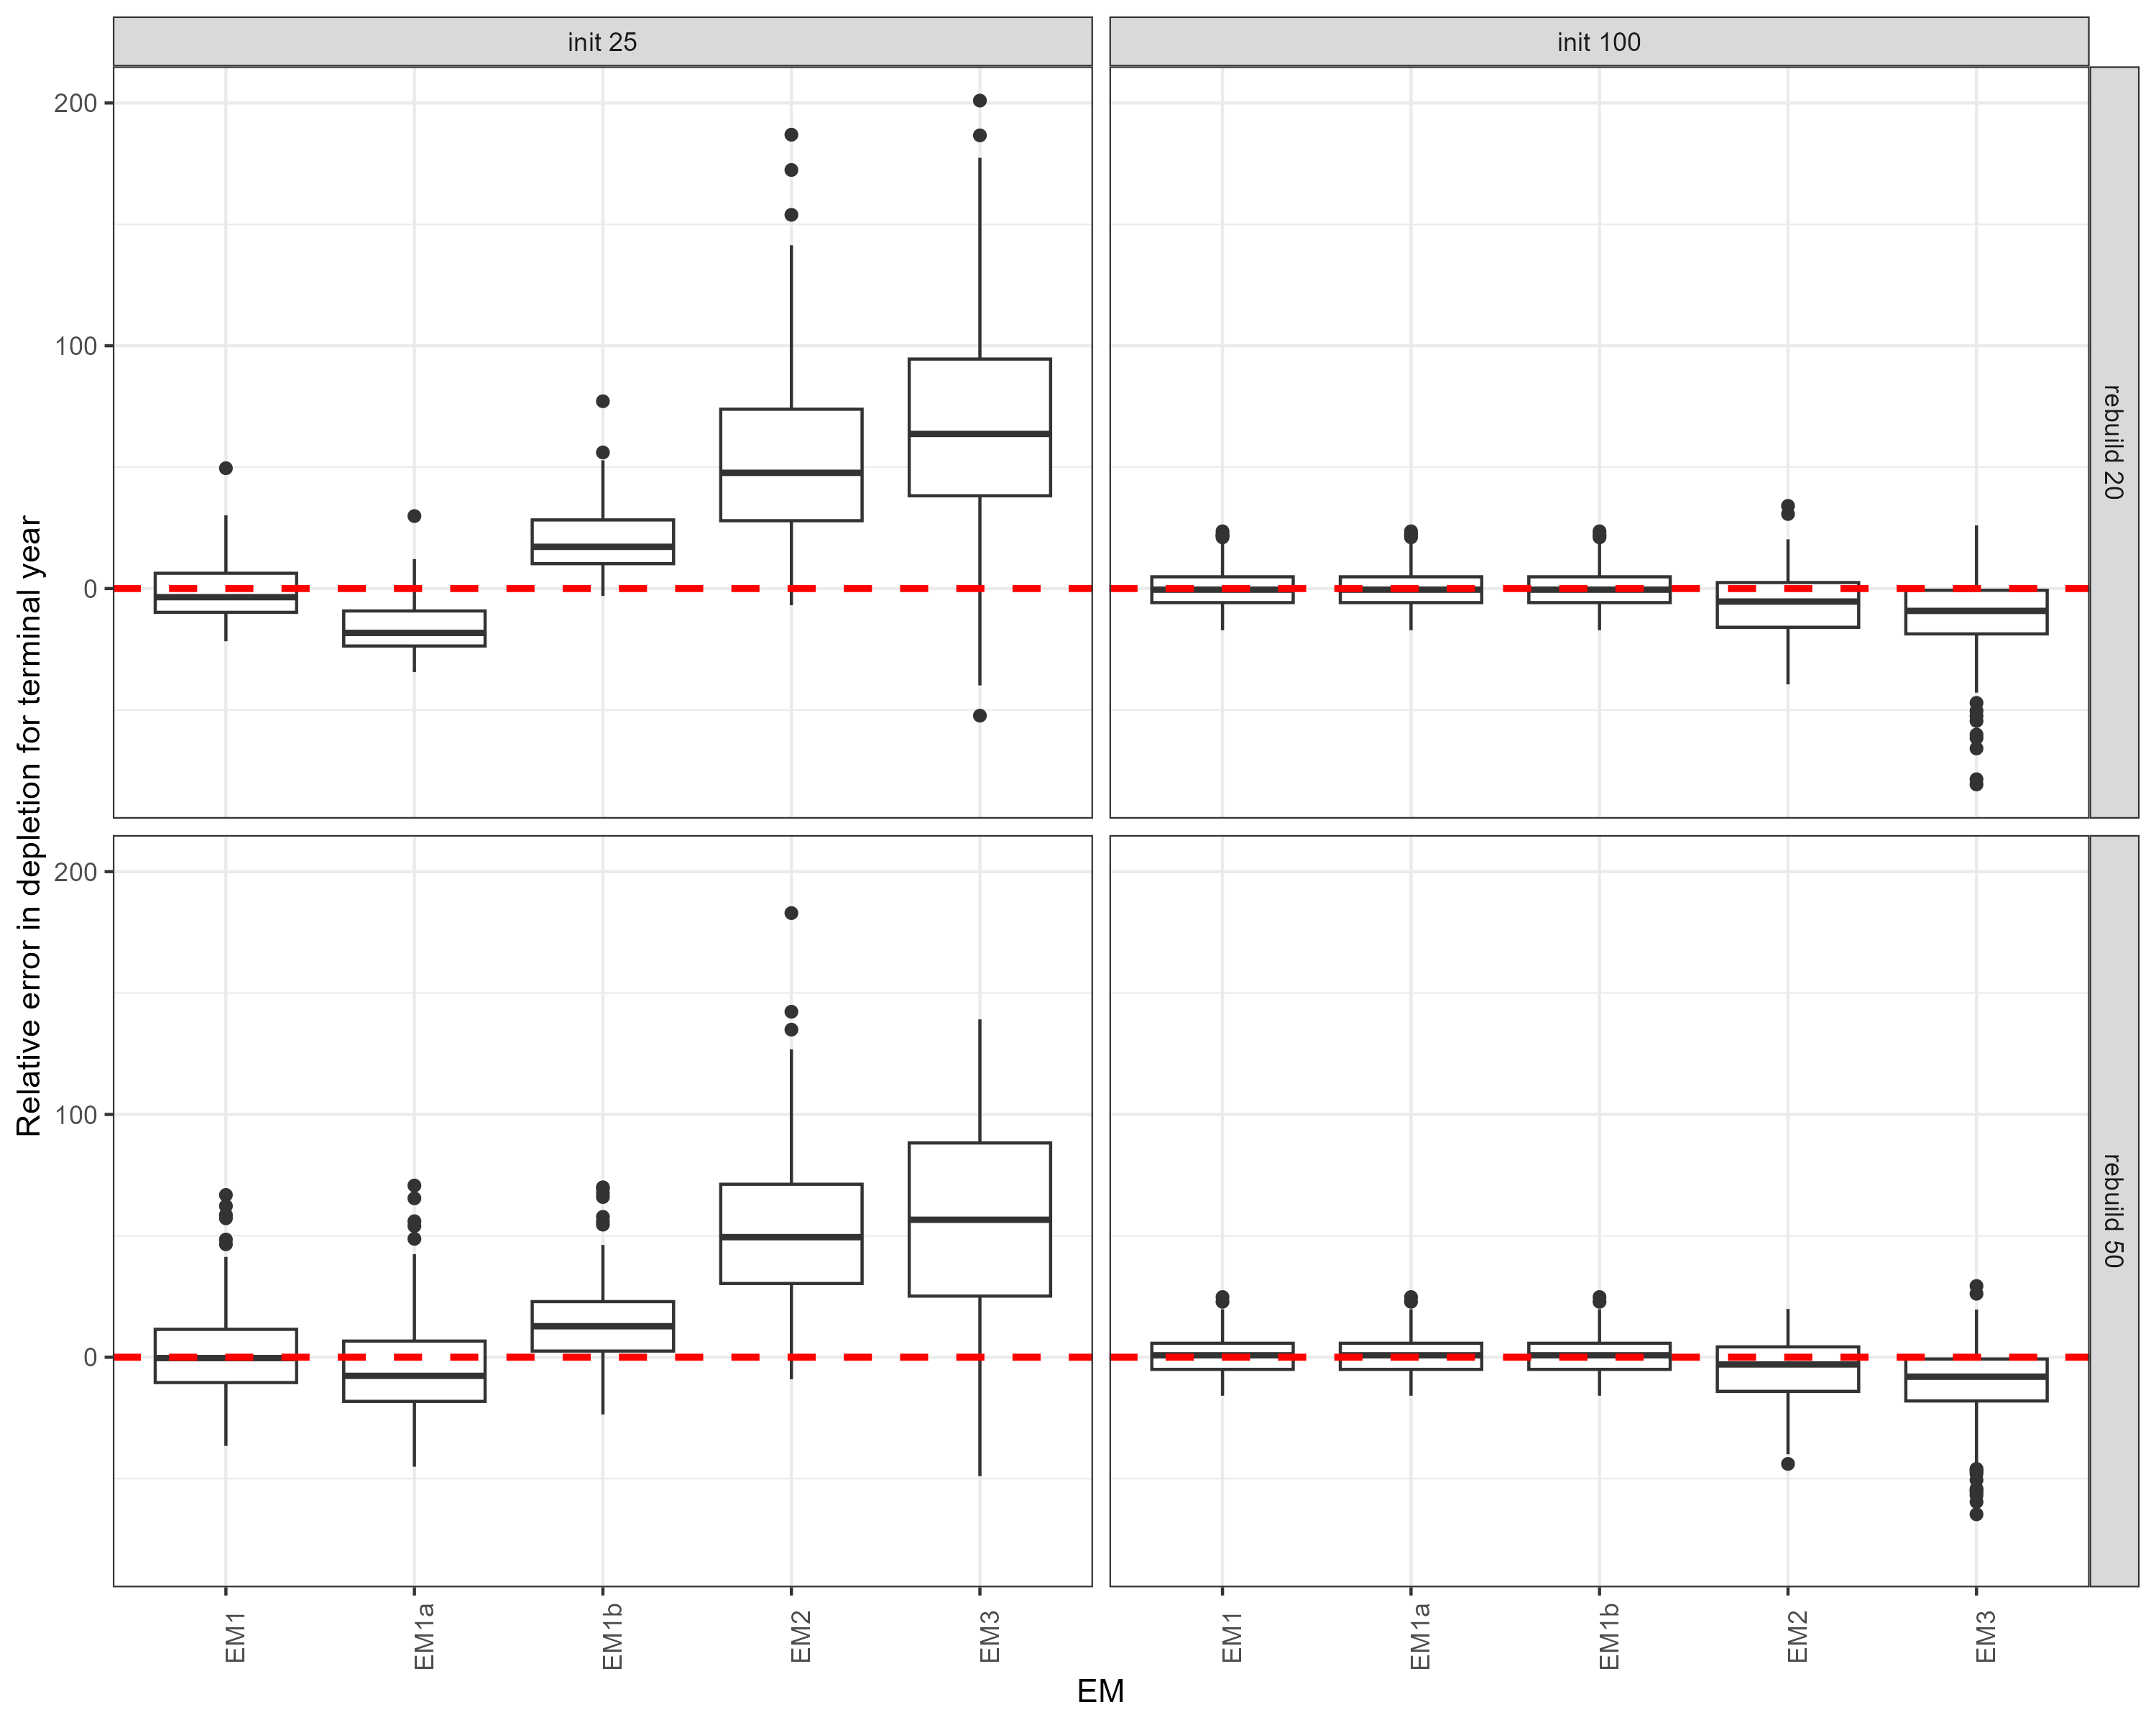 init 25
init 100
Relative error in depletion for terminal year
200
100
0
rebuild 20
200
100
0
rebuild 50
EM1
EM1a
EM1b
EM2
EM3
EM1
EM1a
EM1b
EM2
EM3
EM